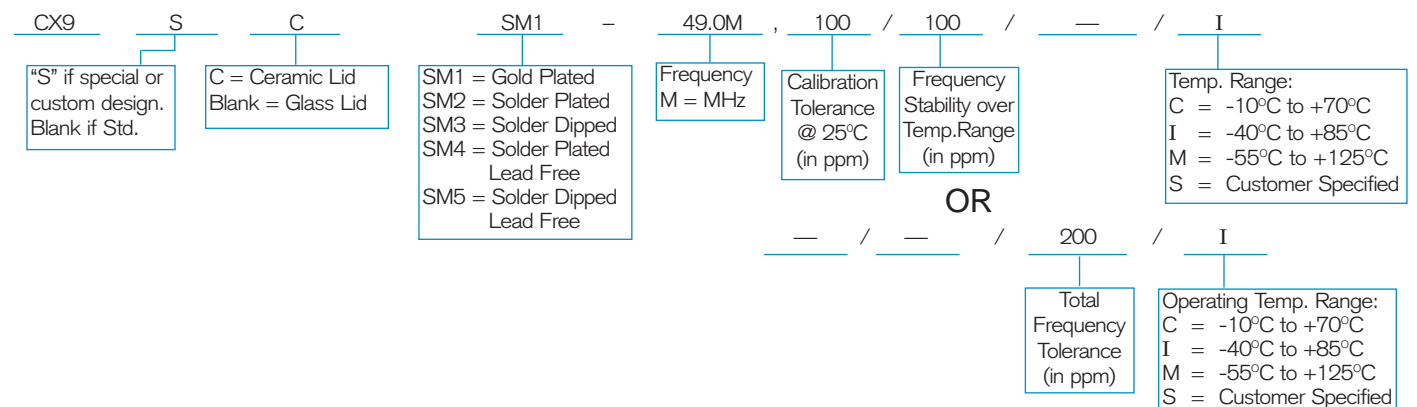 CX9 S C SM1 – 49.0M , 100 / 100 / — / I
“S” if special or
custom design.
Blank if Std.
C = Ceramic Lid
Blank = Glass Lid
SM1 = Gold Plated
SM2 = Solder Plated
SM3 = Solder Dipped
SM4 = Solder Plated
Lead Free
SM5 = Solder Dipped
Lead Free
Frequency
M = MHz
Calibration
Tolerance
@ 25°C
(in ppm)
Frequency
Stability over
Temp.Range
(in ppm)
Temp. Range:
C = -10°C to +70°C
I = -40°C to +85°C
M = -55°C to +125°C
S = Customer Specified
OR
— / — / 200 / I
Total
Frequency
Tolerance
(in ppm)
Operating Temp. Range:
C = -10°C to +70°C
I = -40°C to +85°C
M = -55°C to +125°C
S = Customer Specified